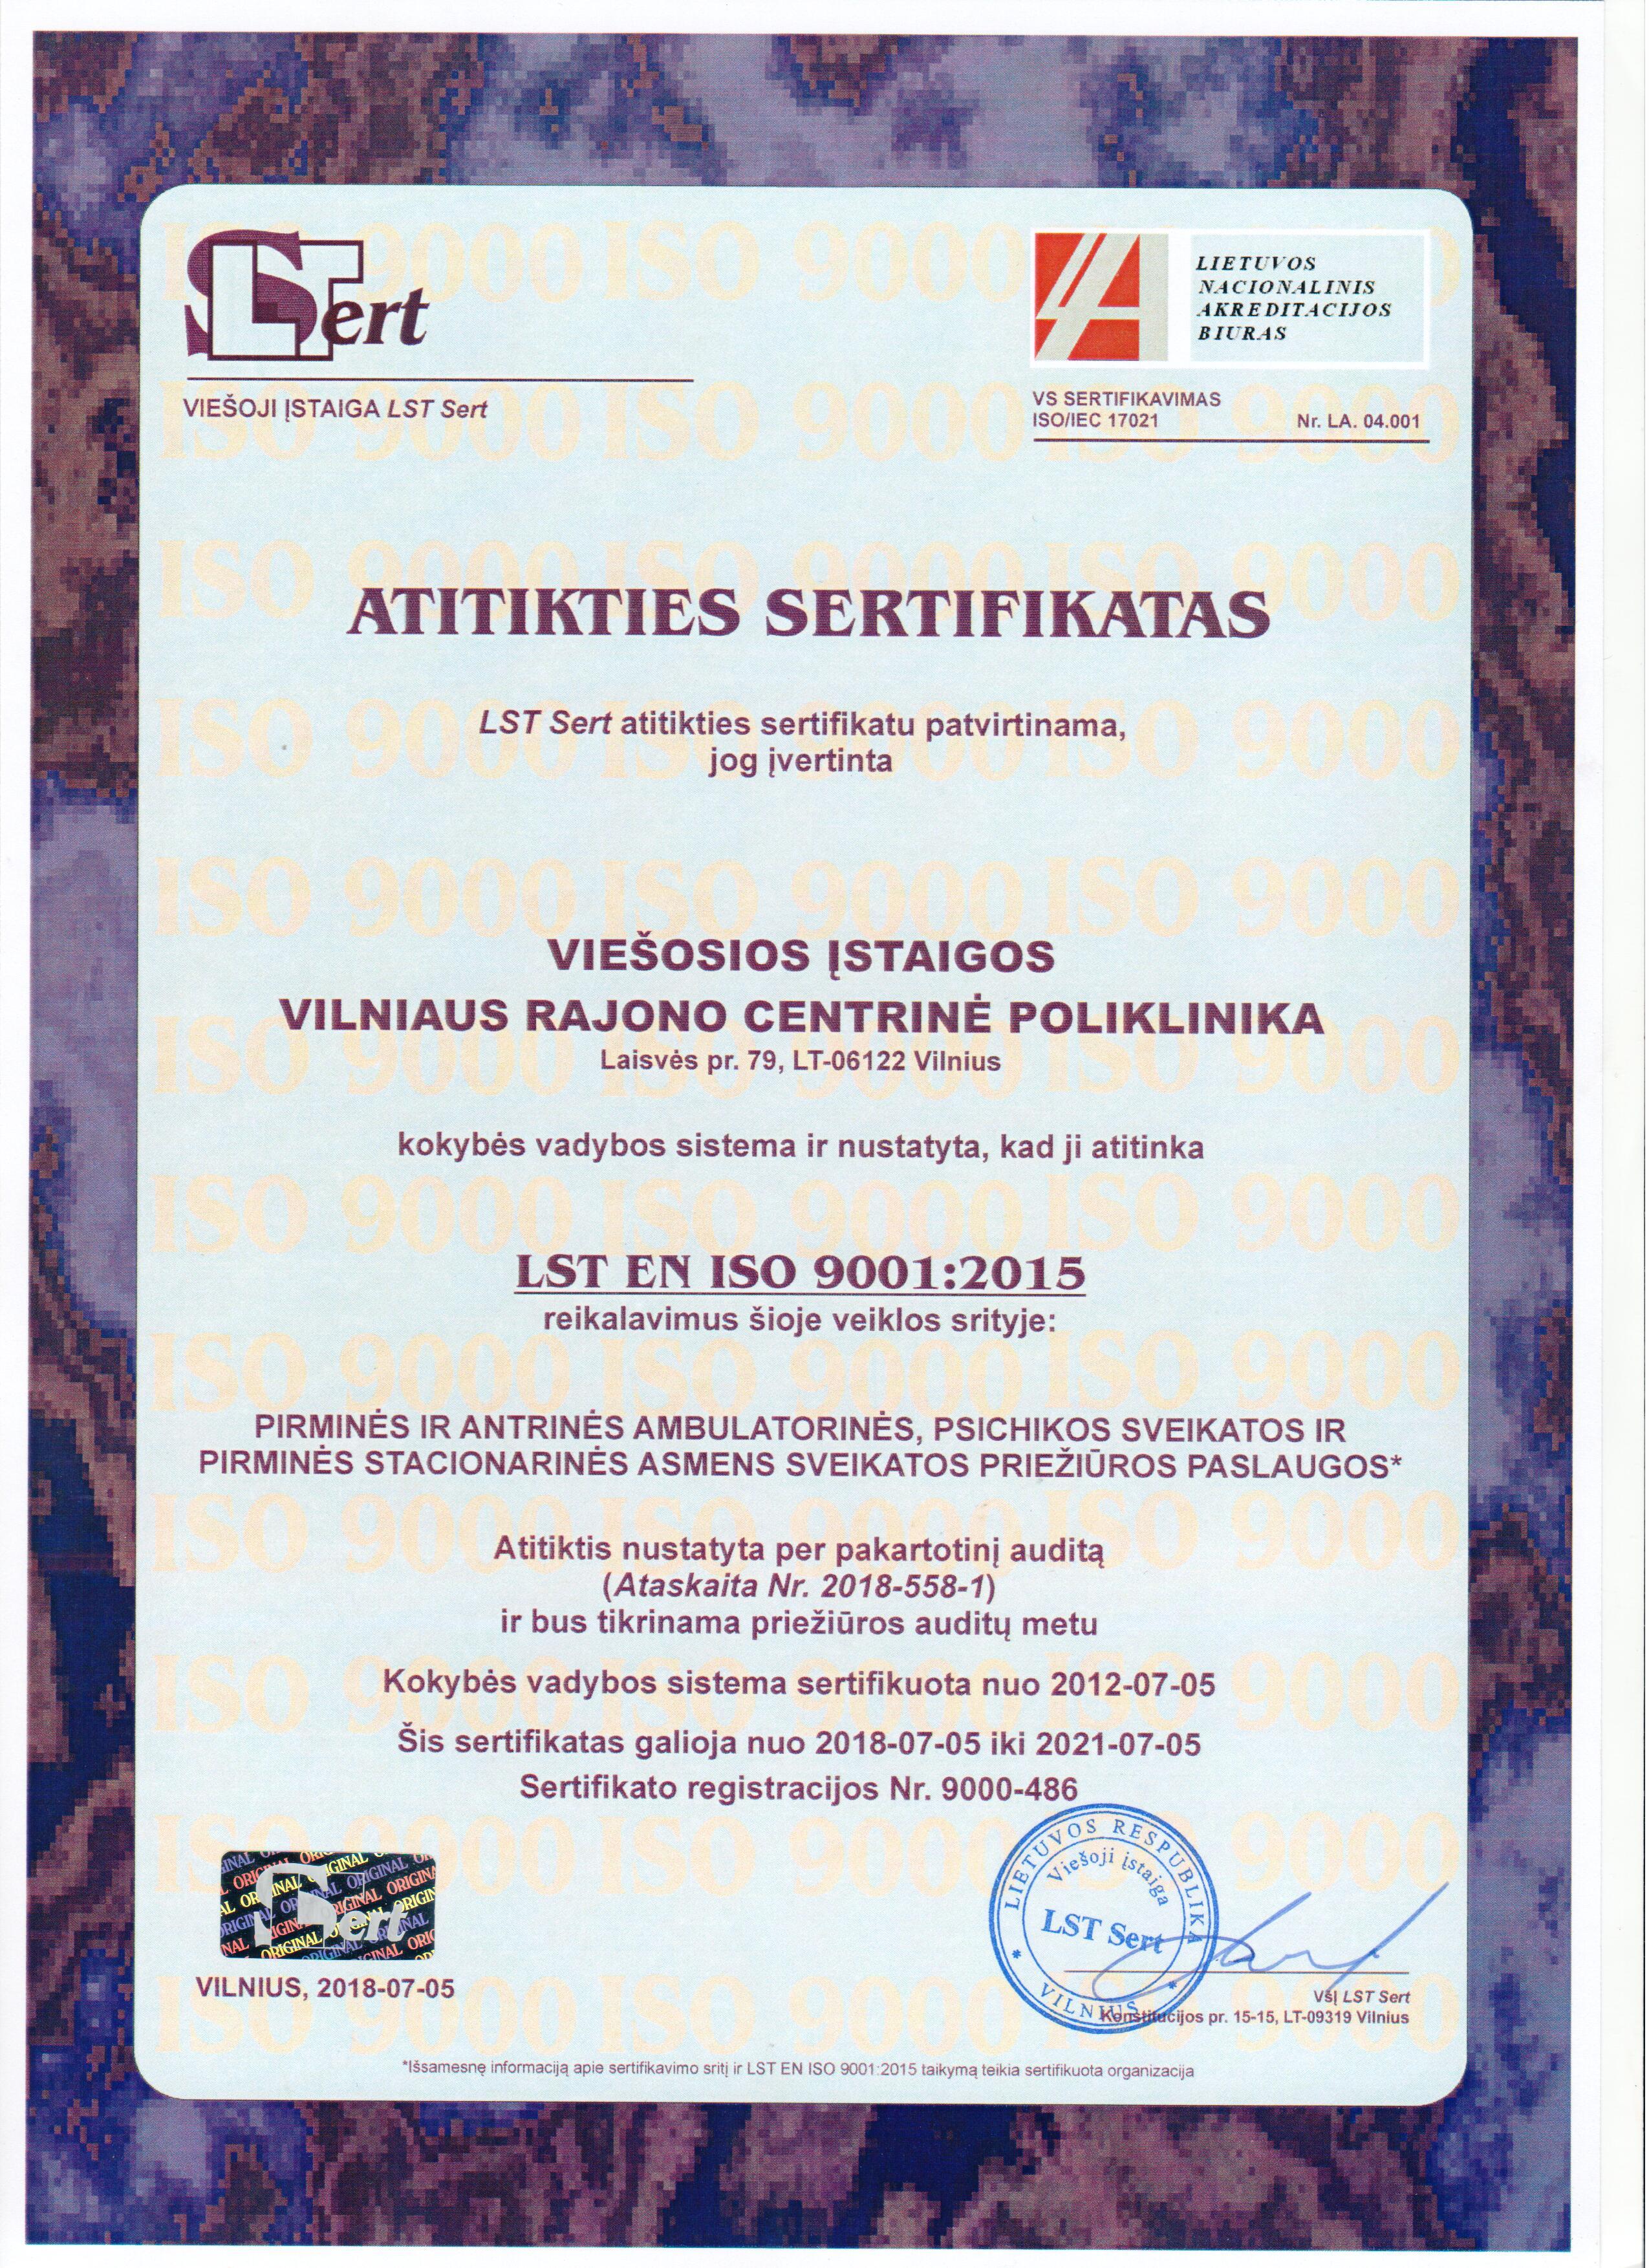 LST Sert
VIEŠOJI ĮSTAIGA LST Sert
LIETUVOS
NACIONALINIS
AKREDITACIJOS
BIURAS
VS SERTIFIKAVIMAS
ISO/IEC 17021 Nr. LA. 04.001
ATITIKTIES SERTIFIKATAS
LST Sert atitikties sertifikatu patvirtinama,
jog įvertinta
VIEŠOSIOS ĮSTAIGOS
VILNIAUS RAJONO CENTRINĖ POLIKLINIKA
Laisvės pr. 79, LT-06122 Vilnius
kokybės vadybos sistema ir nustatyta, kad ji atitinka
LST EN ISO 9001:2015
reikalavimus šioje veiklos srityje:
PIRMINĖS IR ANTRINĖS AMBULATORINĖS, PSICHIKOS SVEIKATOS IR
PIRMINĖS STACIONARINĖS ASMENS SVEIKATOS PRIEŽIŪROS PASLAUGOS*
Atitiktis nustatyta per pakartotinį auditą
(Ataskaita Nr. 2018-558-1)
ir bus tikrinama priežiūros auditų metu
Kokybės vadybos sistema sertifikuota nuo 2012-07-05
Šis sertifikatas galioja nuo 2018-07-05 iki 2021-07-05
Sertifikato registracijos Nr. 9000-486
LIETUVOS RESPUBLIKA
Viešoji įstaiga
LST Sert
VILNIUS
ORIGINAL
Sert
VILNIUS, 2018-07-05
VšĮ LST Sert
Konstitucijos pr. 15-15, LT-09319 Vilnius
*Išsamesnę informaciją apie sertifikavimo sritį ir LST EN ISO 9001:2015 taikymą teikia sertifikuota organizacija